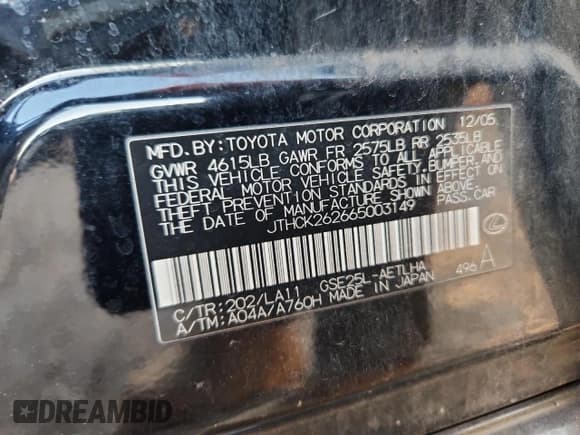 MFD. BY: TOYOTA MOTOR CORPORATION 12/05
GVWR 4615LB GAWR FR 2575LB RR 2535LB
THIS VEHICLE CONFORMS TO ALL APPLICABLE
FEDERAL MOTOR VEHICLE SAFETY, BUMPER, AND
THEFT PREVENTION STANDARDS IN EFFECT ON
THE DATE OF MANUFACTURE SHOWN ABOVE.
JTHCK262665003149 PASS. CAR
C/TR: 202/LA11 GSE25L-AETLHA
A/TM: A04A/A760H MADE IN JAPAN 496 A
DREAMBID